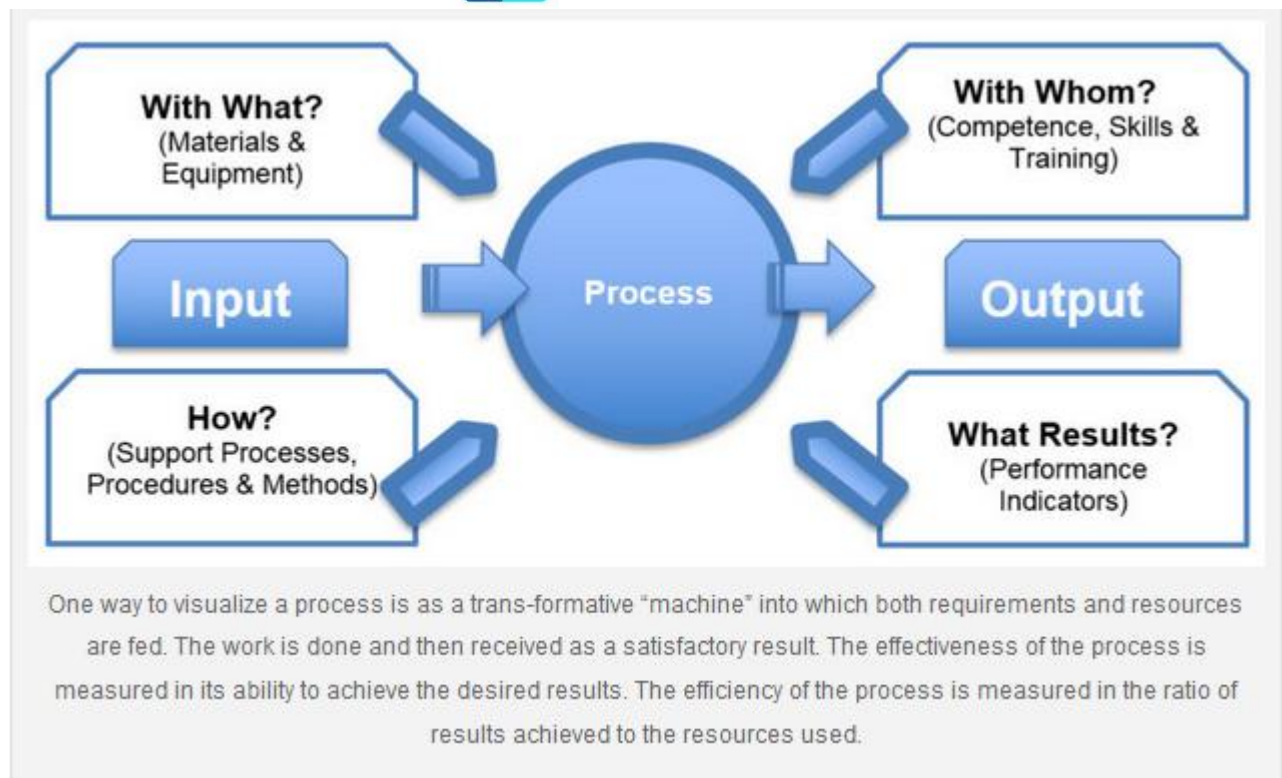 With What?
(Materials &
Equipment)
With Whom?
(Competence, Skills &
Training)
Input
Process
Output
How?
(Support Processes,
Procedures & Methods)
What Results?
(Performance
Indicators)
One way to visualize a process is as a trans-formative “machine” into which both requirements and resources
are fed. The work is done and then received as a satisfactory result. The effectiveness of the process is
measured in its ability to achieve the desired results. The efficiency of the process is measured in the ratio of
results achieved to the resources used.